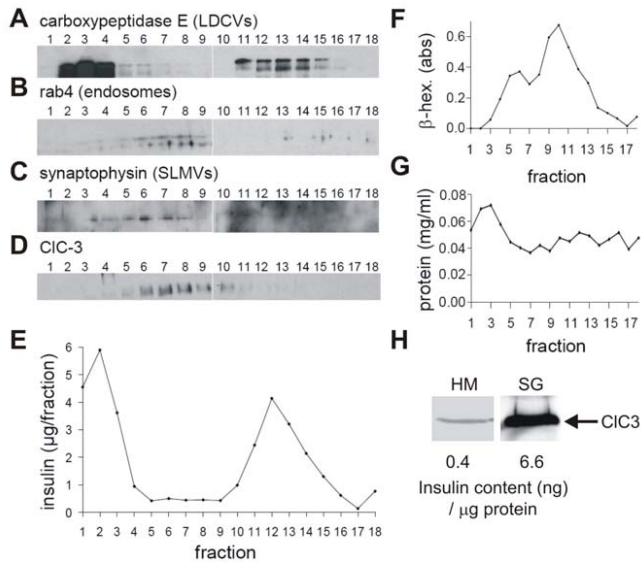 A
carboxypeptidase E (LDCVs)
1 2 3 4 5 6 7 8 9 10 11 12 13 14 15 16 17 18
B
rab4 (endosomes)
1 2 3 4 5 6 7 8 9 10 11 12 13 14 15 16 17 18
C
synaptophysin (SLMVs)
1 2 3 4 5 6 7 8 9 10 11 12 13 14 15 16 17 18
D
ClC-3
1 2 3 4 5 6 7 8 9 10 11 12 13 14 15 16 17 18
E
insulin (µg/fraction)
6
5
4
3
2
1
0
1 2 3 4 5 6 7 8 9 10 11 12 13 14 15 16 17 18
fraction
F
β-hex. (abs)
0.6
0.4
0.2
0.0
1 3 5 7 9 11 13 15 17
fraction
G
protein (mg/ml)
0.08
0.06
0.04
0.02
0.00
1 3 5 7 9 11 13 15 17
fraction
H
HM SG
ClC3
0.4 6.6
Insulin content (ng)
/ µg protein